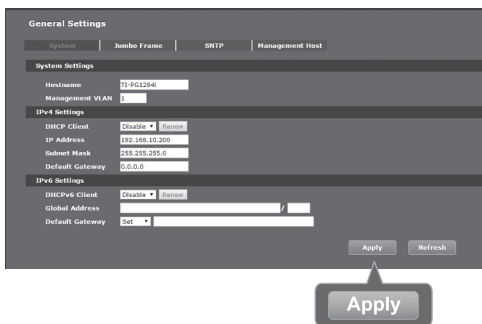 General Settings
System Jumbo Frame SNTP Management Host
System Settings
Hostname TI-PG1284i
Management VLAN 1
IPv4 Settings
DHCP Client Disable Renew
IP Address 192.168.10.200
Subnet Mask 255.255.255.0
Default Gateway 0.0.0.0
IPv6 Settings
DHCPv6 Client Disable Renew
Global Address /
Default Gateway Set
Apply Refresh
Apply